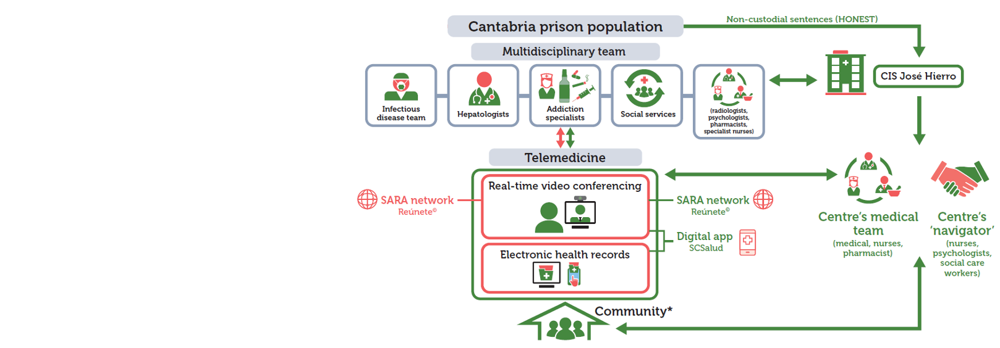 Cantabria prison population
Non-custodial sentences (HONEST)
Multidisciplinary team
Infectious
disease team
Hepatologists
Addiction
specialists
Social services
(radiologists,
psychologists,
pharmacists,
specialist nurses)
CIS José Hierro
Telemedicine
Real-time video conferencing
SARA network
Reúnete©
SARA network
Reúnete©
Digital app
SCSalud
Electronic health records
Centre’s medical
team
(medical, nurses,
pharmacist)
Centre’s
‘navigator’
(nurses,
psychologists,
social care
workers)
Community*